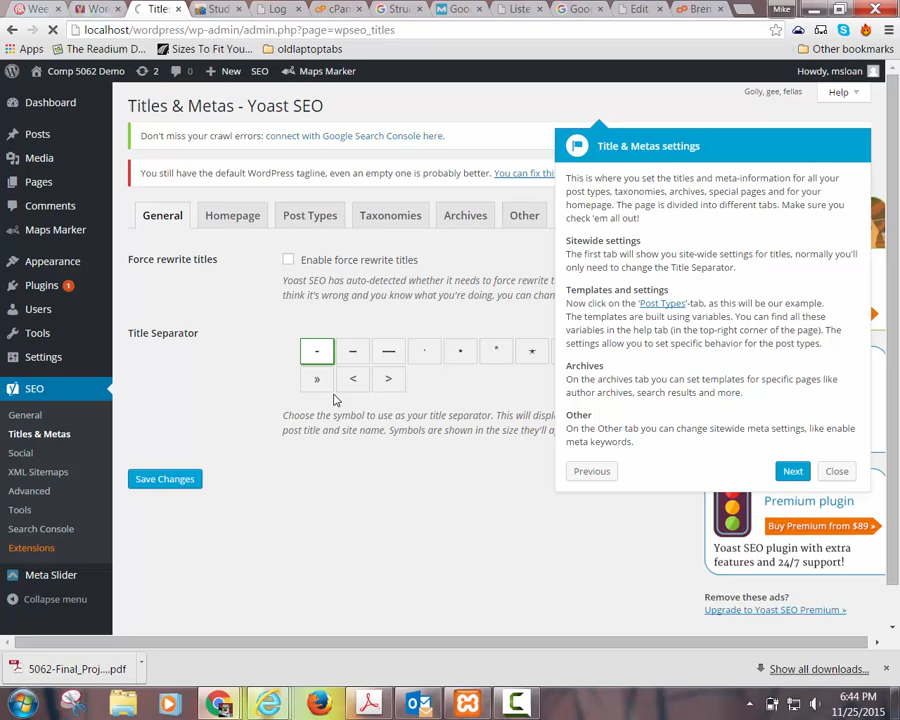 Wee
Wor
Titles
Stud
Log
cPan
Stru
Goo
Liste
Goo
Edit
Bren
Mike
localhost/wordpress/wp-admin/admin.php?page=wpseo_titles
Apps
The Readium D...
Sizes To Fit You...
oldlaptoptabs
Other bookmarks
Comp 5062 Demo
2
0
New
SEO
Maps Marker
Howdy, msloan
Dashboard
Posts
Media
Pages
Comments
Maps Marker
Appearance
Plugins 1
Users
Tools
Settings
SEO
General
Titles & Metas
Social
XML Sitemaps
Advanced
Tools
Search Console
Extensions
Meta Slider
Collapse menu
Golly, gee, fellas
Help
Titles & Metas - Yoast SEO
Don't miss your crawl errors: connect with Google Search Console here.
You still have the default WordPress tagline, even an empty one is probably better. You can fix this
General
Homepage
Post Types
Taxonomies
Archives
Other
Force rewrite titles
Enable force rewrite titles
Yoast SEO has auto-detected whether it needs to force rewrite t
think it's wrong and you know what you're doing, you can chan
Title Separator
- – — · • * ⋆
» < >
Choose the symbol to use as your title separator. This will displ
post title and site name. Symbols are shown in the size they'll a
Save Changes
Title & Metas settings
This is where you set the titles and meta-information for all your
post types, taxonomies, archives, special pages and for your
homepage. The page is divided into different tabs. Make sure you
check 'em all out!
Sitewide settings
The first tab will show you site-wide settings for titles, normally you'll
only need to change the Title Separator.
Templates and settings
Now click on the 'Post Types'-tab, as this will be our example.
The templates are built using variables. You can find all these
variables in the help tab (in the top-right corner of the page). The
settings allow you to set specific behavior for the post types.
Archives
On the archives tab you can set templates for specific pages like
author archives, search results and more.
Other
On the Other tab you can change sitewide meta settings, like enable
meta keywords.
Previous
Next
Close
Premium plugin
Buy Premium from $89 »
Yoast SEO plugin with extra
features and 24/7 support!
Remove these ads?
Upgrade to Yoast SEO Premium »
5062-Final_Proj....pdf
Show all downloads...
6:44 PM
11/25/2015